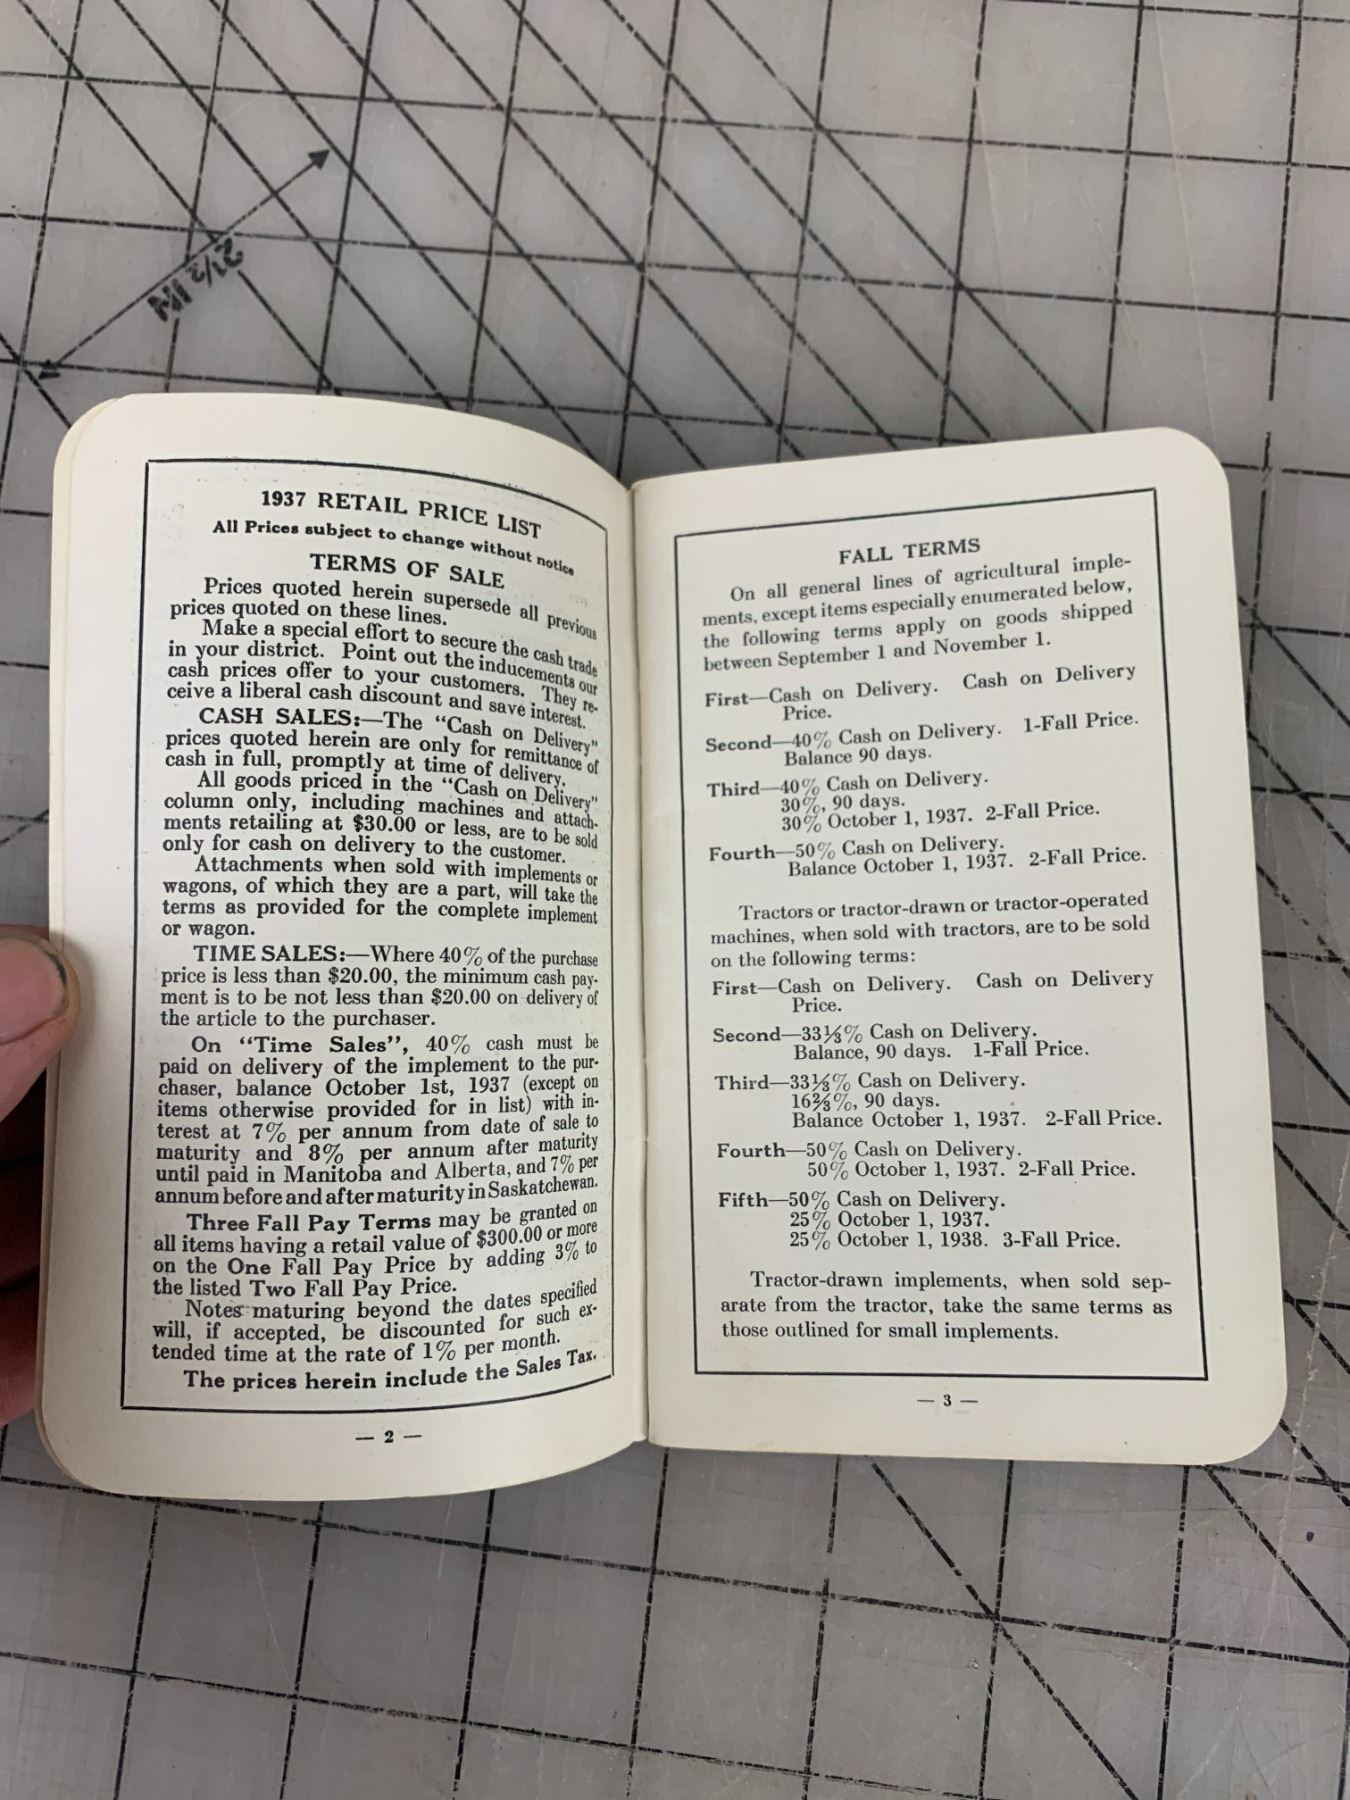 2½ IN
1937 RETAIL PRICE LIST
All Prices subject to change without notice
TERMS OF SALE
Prices quoted herein supersede all previous
prices quoted on these lines.
Make a special effort to secure the cash trade
in your district. Point out the inducements our
cash prices offer to your customers. They re-
ceive a liberal cash discount and save interest.
CASH SALES:—The "Cash on Delivery"
prices quoted herein are only for remittance of
cash in full, promptly at time of delivery.
All goods priced in the "Cash on Delivery"
column only, including machines and attach-
ments retailing at $30.00 or less, are to be sold
only for cash on delivery to the customer.
Attachments when sold with implements or
wagons, of which they are a part, will take the
terms as provided for the complete implement
or wagon.
TIME SALES:—Where 40% of the purchase
price is less than $20.00, the minimum cash pay-
ment is to be not less than $20.00 on delivery of
the article to the purchaser.
On "Time Sales", 40% cash must be
paid on delivery of the implement to the pur-
chaser, balance October 1st, 1937 (except on
items otherwise provided for in list) with in-
terest at 7% per annum from date of sale to
maturity and 8% per annum after maturity
until paid in Manitoba and Alberta, and 7% per
annum before and after maturity in Saskatchewan.
Three Fall Pay Terms may be granted on
all items having a retail value of $300.00 or more
on the One Fall Pay Price by adding 3% to
the listed Two Fall Pay Price.
Notes maturing beyond the dates specified
will, if accepted, be discounted for such ex-
tended time at the rate of 1% per month.
The prices herein include the Sales Tax.
— 2 —
FALL TERMS
On all general lines of agricultural imple-
ments, except items especially enumerated below,
the following terms apply on goods shipped
between September 1 and November 1.
First—Cash on Delivery. Cash on Delivery
Price.
Second—40% Cash on Delivery. 1-Fall Price.
Balance 90 days.
Third—40% Cash on Delivery.
30%, 90 days.
30% October 1, 1937. 2-Fall Price.
Fourth—50% Cash on Delivery.
Balance October 1, 1937. 2-Fall Price.
Tractors or tractor-drawn or tractor-operated
machines, when sold with tractors, are to be sold
on the following terms:
First—Cash on Delivery. Cash on Delivery
Price.
Second—33⅓% Cash on Delivery.
Balance, 90 days. 1-Fall Price.
Third—33⅓% Cash on Delivery.
16⅔%, 90 days.
Balance October 1, 1937. 2-Fall Price.
Fourth—50% Cash on Delivery.
50% October 1, 1937. 2-Fall Price.
Fifth—50% Cash on Delivery.
25% October 1, 1937.
25% October 1, 1938. 3-Fall Price.
Tractor-drawn implements, when sold sep-
arate from the tractor, take the same terms as
those outlined for small implements.
— 3 —